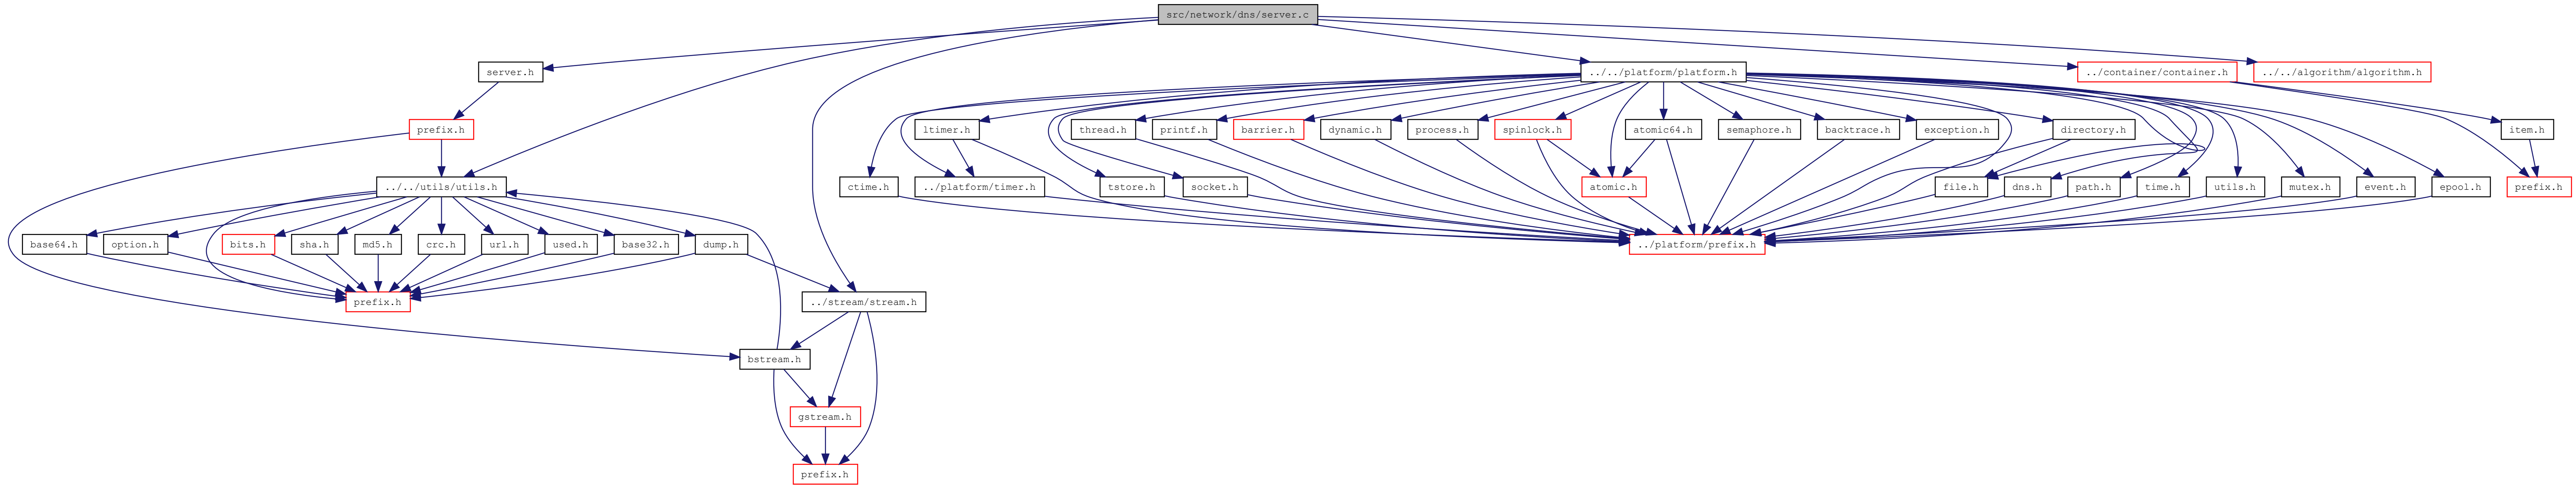 src/network/dns/server.c
server.h
../../platform/platform.h
../container/container.h
../../algorithm/algorithm.h
prefix.h
ltimer.h
thread.h
printf.h
barrier.h
dynamic.h
process.h
spinlock.h
atomic64.h
semaphore.h
backtrace.h
exception.h
directory.h
item.h
../../utils/utils.h
ctime.h
../platform/timer.h
tstore.h
socket.h
atomic.h
file.h
dns.h
path.h
time.h
utils.h
mutex.h
event.h
epool.h
prefix.h
base64.h
option.h
bits.h
sha.h
md5.h
crc.h
url.h
used.h
base32.h
dump.h
../platform/prefix.h
prefix.h
../stream/stream.h
bstream.h
gstream.h
prefix.h